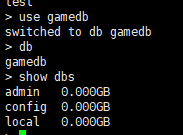 test
> use gamedb
switched to db gamedb
> db
gamedb
> show dbs
admin   0.000GB
config  0.000GB
local   0.000GB
>